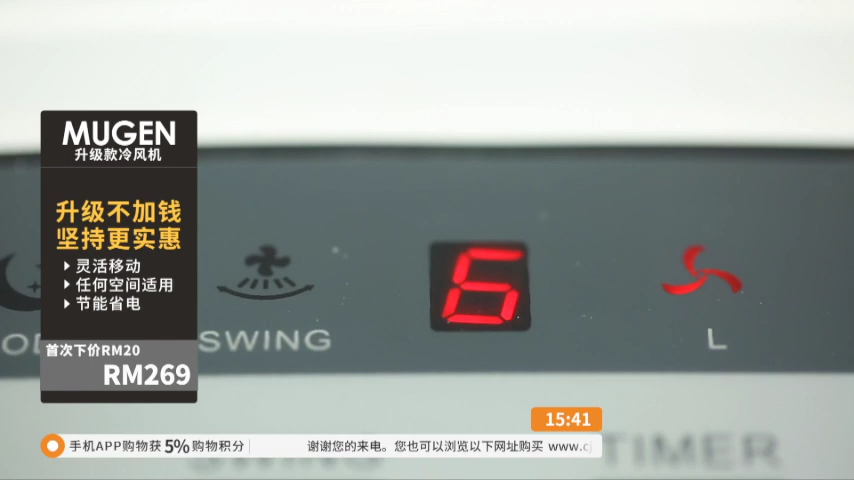 MUGEN
升级款冷风机
升级不加钱
坚持更实惠
灵活移动
任何空间适用
节能省电
首次下价RM20
RM269
6
SWING
L
15:41
手机APP购物获5%购物积分
谢谢您的来电。您也可以浏览以下网址购买 www.cj
TIMER